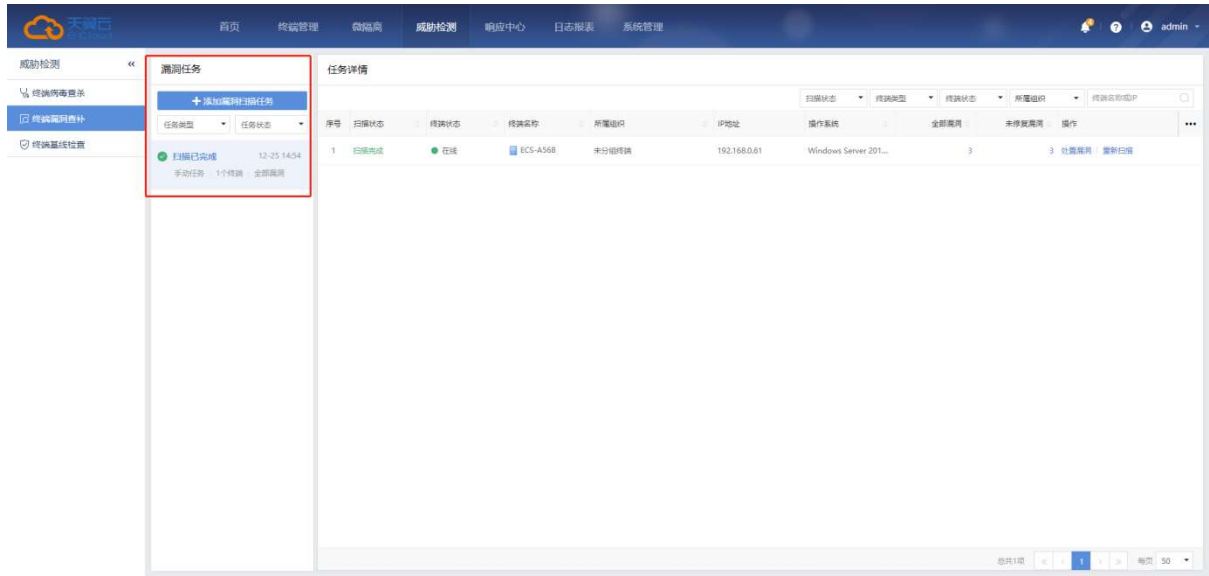 天翼云
e Cloud
首页 终端管理 微隔离 威胁检测 响应中心 日志报表 系统管理 admin
威胁检测
终端病毒查杀
终端漏洞查补
终端基线检查
漏洞任务
添加漏洞扫描任务
任务类型 任务状态
扫描已完成 12-25 14:54
手动任务 1个终端 全部漏洞
任务详情
扫描状态 终端类型 终端状态 所属组织 终端名称或IP
序号 扫描状态 终端状态 终端名称 所属组织 IP地址 操作系统 全部漏洞 未修复漏洞 操作
1 扫描完成 在线 ECS-A568 未分组终端 192.168.0.61 Windows Server 201... 3 3 处置漏洞 重新扫描
总共1项 1 每页 50